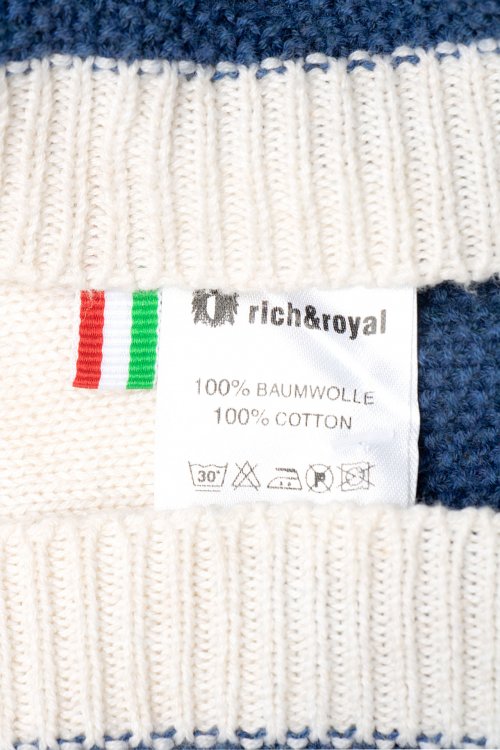 rich&royal
100% BAUMWOLLE
100% COTTON
30°
P